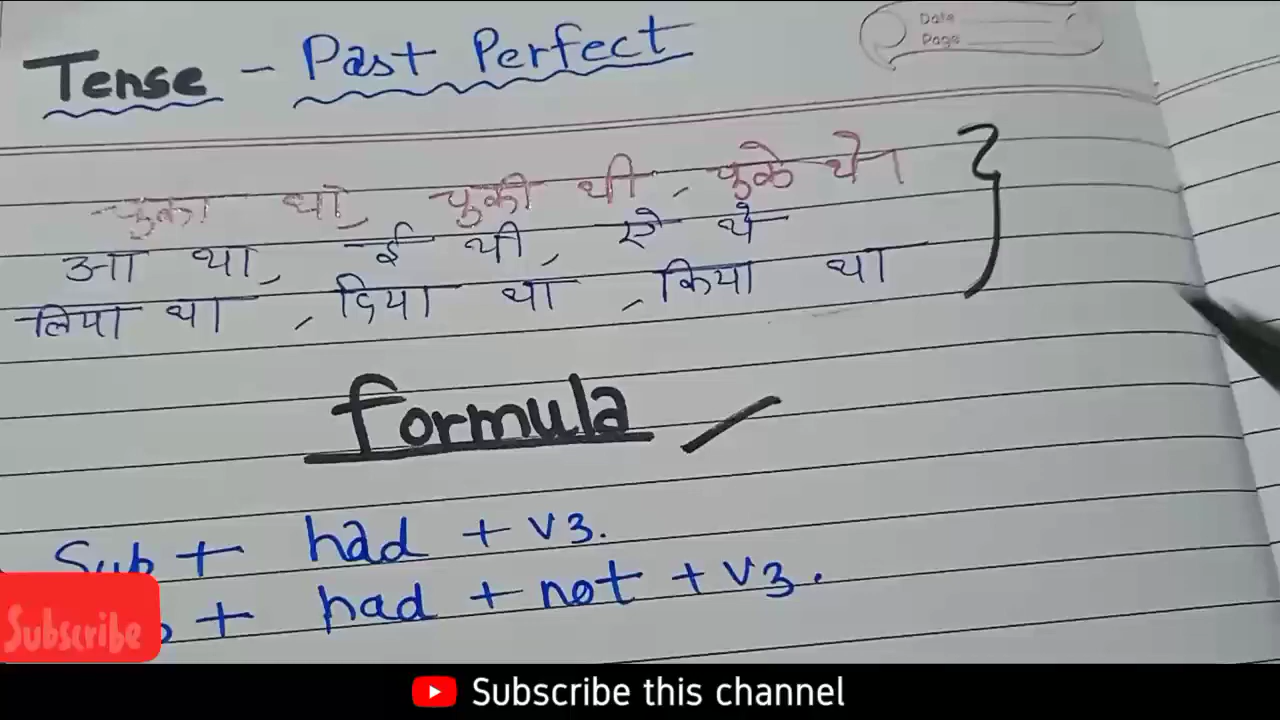 Tense - Past Perfect
Date
Page
चुका था, चुकी थी, चुके थे।
आ था, ई थी, ए थे
लिया था, दिया था, किया था
formula
Sub + had + v3.
+ had + not + v3.
Subscribe
Subscribe this channel